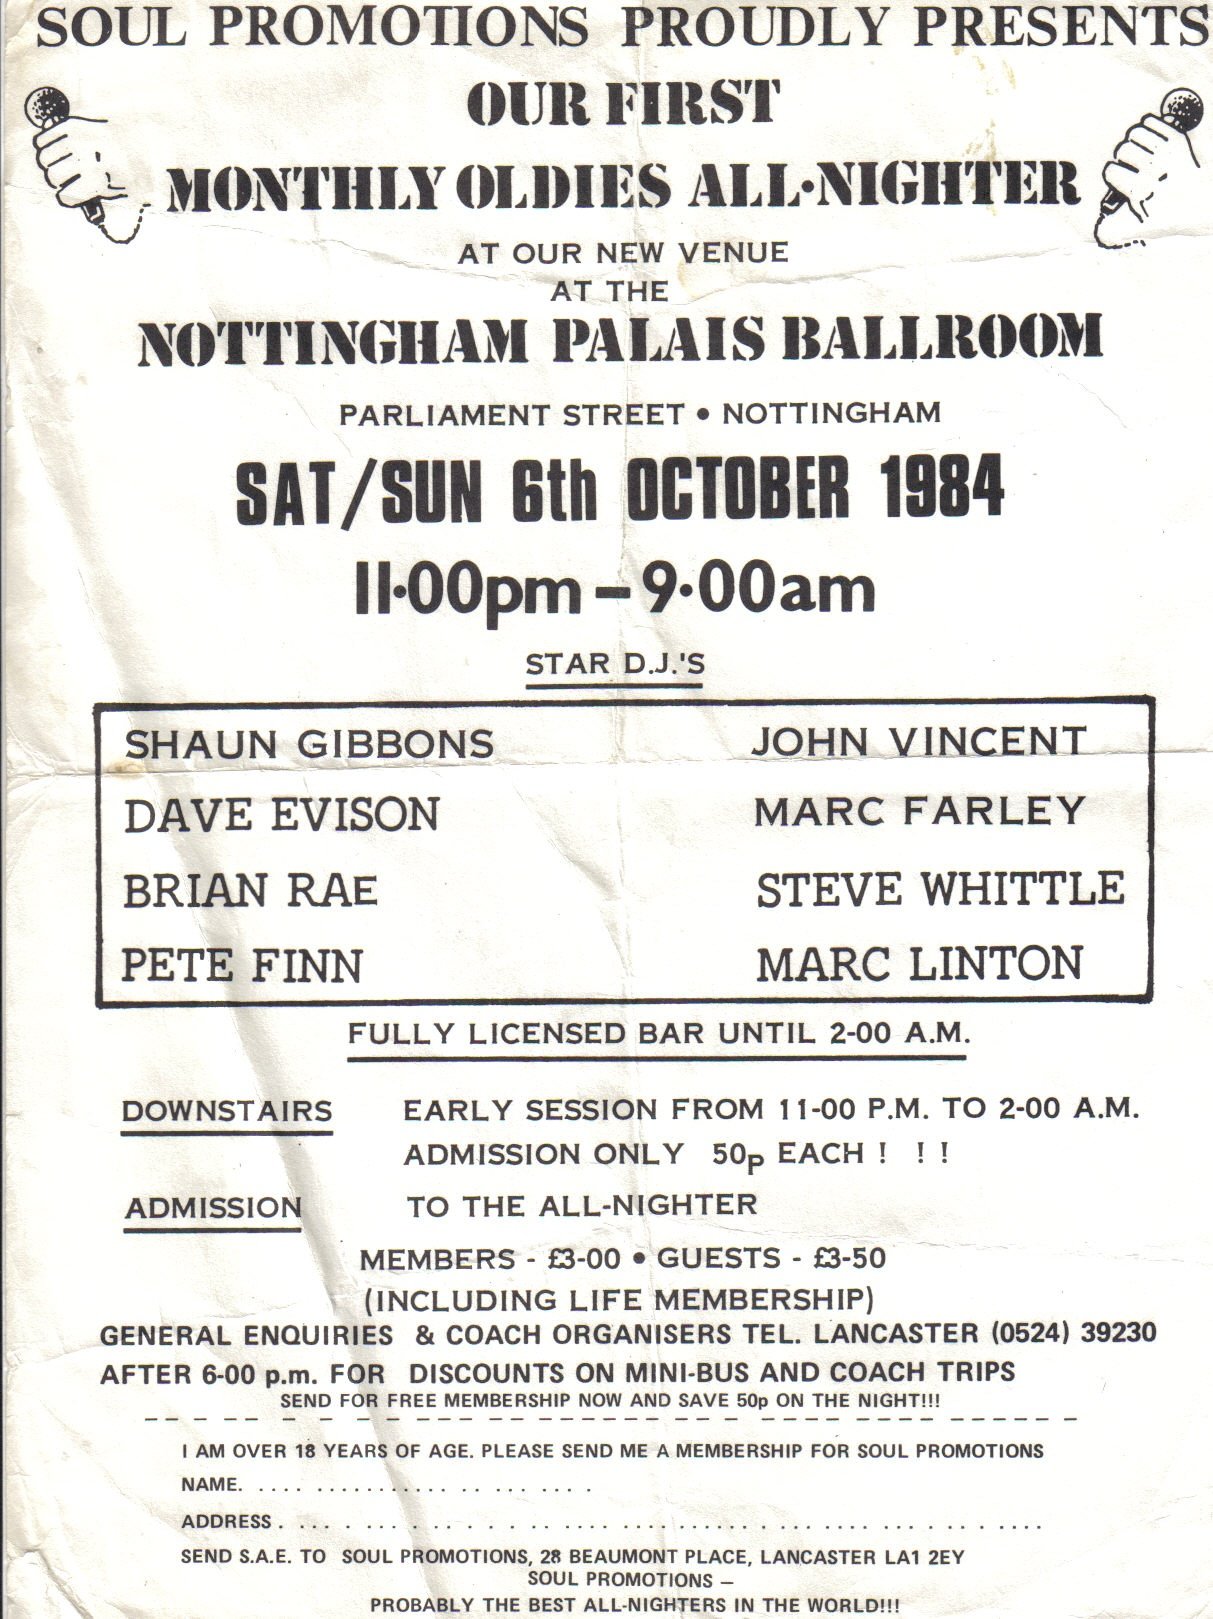 SOUL PROMOTIONS PROUDLY PRESENTS
OUR FIRST
MONTHLY OLDIES ALL·NIGHTER
AT OUR NEW VENUE
AT THE
NOTTINGHAM PALAIS BALLROOM
PARLIAMENT STREET • NOTTINGHAM
SAT/SUN 6th OCTOBER 1984
11·00pm – 9·00am
STAR D.J.'S
SHAUN GIBBONS JOHN VINCENT
DAVE EVISON MARC FARLEY
BRIAN RAE STEVE WHITTLE
PETE FINN MARC LINTON
FULLY LICENSED BAR UNTIL 2-00 A.M.
DOWNSTAIRS EARLY SESSION FROM 11-00 P.M. TO 2-00 A.M.
ADMISSION ONLY 50p EACH ! ! !
ADMISSION TO THE ALL-NIGHTER
MEMBERS - £3-00 • GUESTS - £3-50
(INCLUDING LIFE MEMBERSHIP)
GENERAL ENQUIRIES & COACH ORGANISERS TEL. LANCASTER (0524) 39230
AFTER 6-00 p.m. FOR DISCOUNTS ON MINI-BUS AND COACH TRIPS
SEND FOR FREE MEMBERSHIP NOW AND SAVE 50p ON THE NIGHT!!!
I AM OVER 18 YEARS OF AGE. PLEASE SEND ME A MEMBERSHIP FOR SOUL PROMOTIONS
NAME. .... ............ .. ... ....
ADDRESS . ... . . . . .. ... .. .... ............. .. ... .. ... ....
SEND S.A.E. TO SOUL PROMOTIONS, 28 BEAUMONT PLACE, LANCASTER LA1 2EY
SOUL PROMOTIONS –
PROBABLY THE BEST ALL-NIGHTERS IN THE WORLD!!!